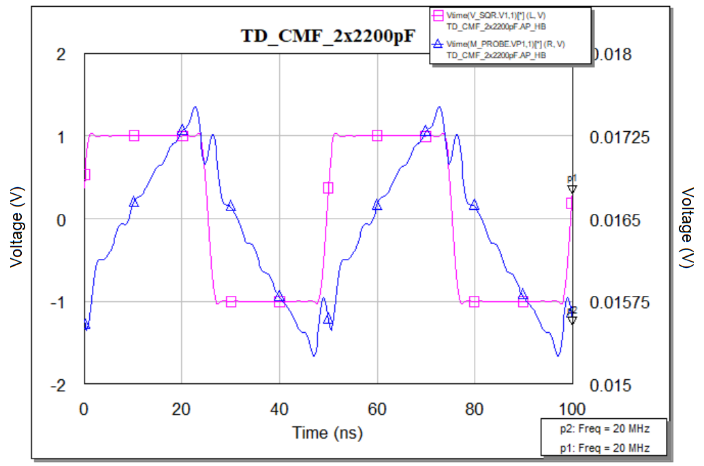 TD_CMF_2x2200pF
Vtime(V_SQR.V1,1)[*] (L, V)
TD_CMF_2x2200pF.AP_HB
Vtime(M_PROBE.VP1,1)[*] (R, V)
TD_CMF_2x2200pF.AP_HB
2
1
0
-1
-2
0.018
0.01725
0.0165
0.01575
0.015
Voltage (V)
Voltage (V)
p1
p2
0
20
40
60
80
100
Time (ns)
p2: Freq = 20 MHz
p1: Freq = 20 MHz